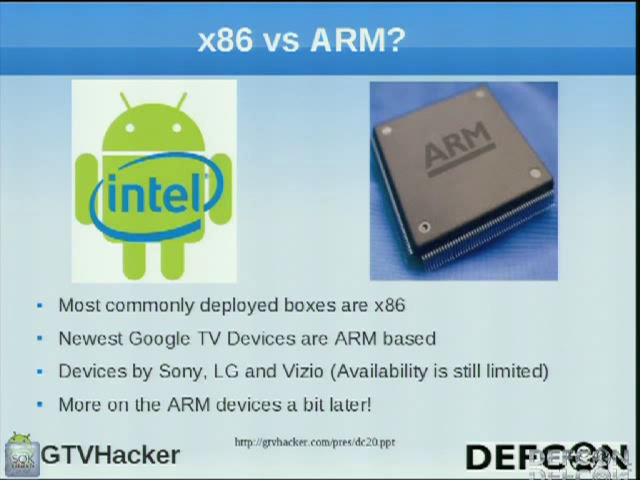 x86 vs ARM?
intel
ARM
Most commonly deployed boxes are x86
Newest Google TV Devices are ARM based
Devices by Sony, LG and Vizio (Availability is still limited)
More on the ARM devices a bit later!
GTVHacker
http://gtvhacker.com/pres/dc20.ppt
DEFCON
DEFCON